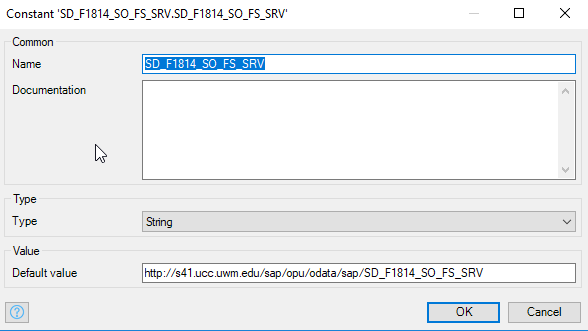 Constant 'SD_F1814_SO_FS_SRV.SD_F1814_SO_FS_SRV'
Common
Name
SD_F1814_SO_FS_SRV
Documentation
Type
Type
String
Value
Default value
http://s41.ucc.uwm.edu/sap/opu/odata/sap/SD_F1814_SO_FS_SRV
?
OK
Cancel